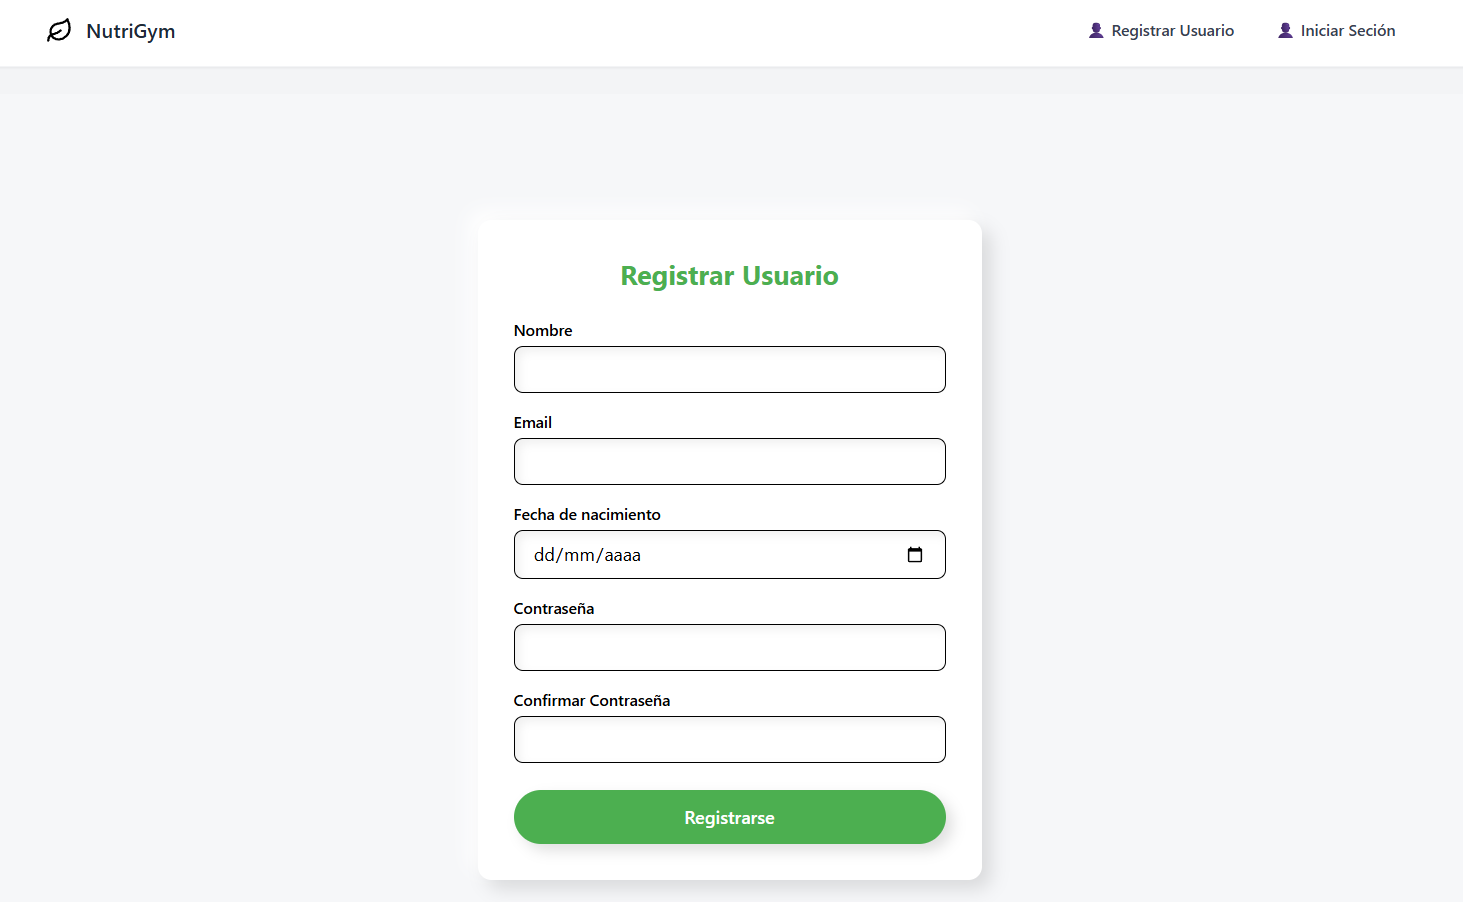 NutriGym
Registrar Usuario
Iniciar Seción
Registrar Usuario
Nombre
Email
Fecha de nacimiento
dd/mm/aaaa
Contraseña
Confirmar Contraseña
Registrarse